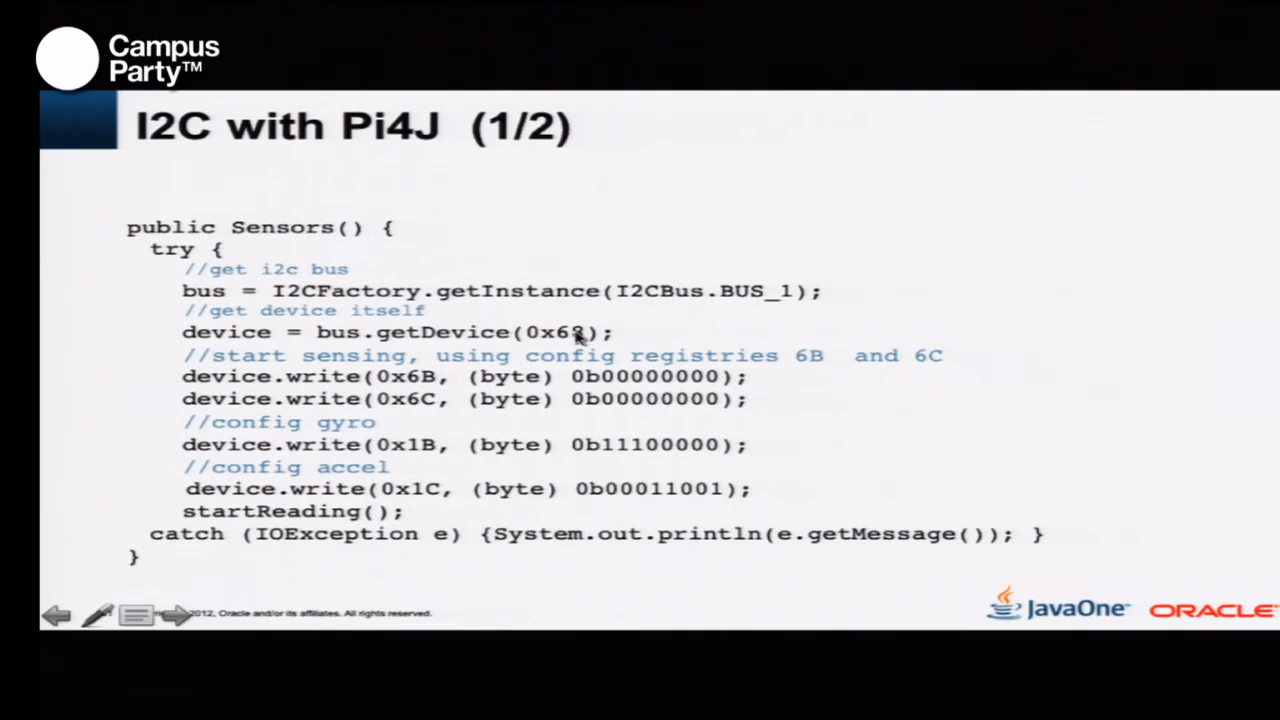 Campus
Party™
I2C with Pi4J (1/2)
public Sensors() {
try {
//get i2c bus
bus = I2CFactory.getInstance(I2CBus.BUS_1);
//get device itself
device = bus.getDevice(0x68);
//start sensing, using config registries 6B and 6C
device.write(0x6B, (byte) 0b00000000);
device.write(0x6C, (byte) 0b00000000);
//config gyro
device.write(0x1B, (byte) 0b11100000);
//config accel
device.write(0x1C, (byte) 0b00011001);
startReading();
catch (IOException e) {System.out.println(e.getMessage()); }
}
2012, Oracle and/or its affiliates. All rights reserved.
JavaOne™
ORACLE